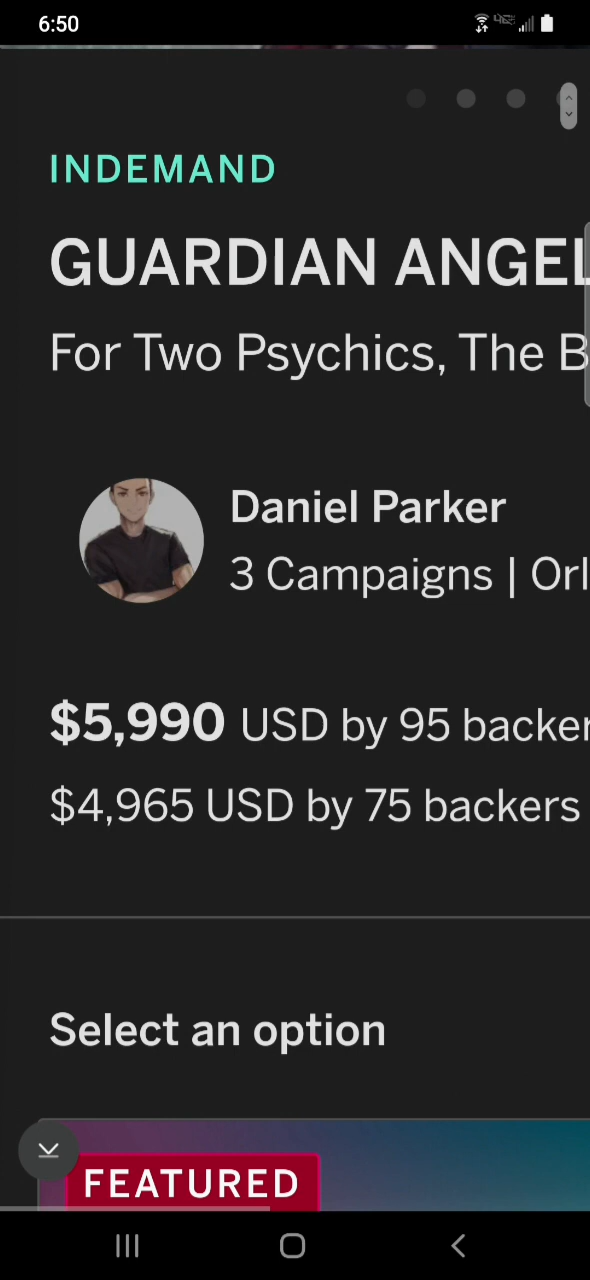 6:50
INDEMAND
GUARDIAN ANGEL
For Two Psychics, The B
Daniel Parker
3 Campaigns | Orl
$5,990 USD by 95 backer
$4,965 USD by 75 backers
Select an option
FEATURED